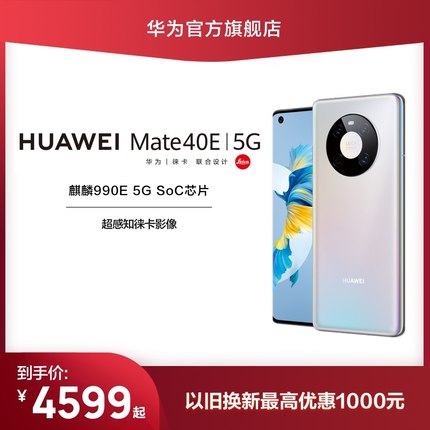 华为官方旗舰店
HUAWEI Mate40E|5G
华为|徕卡 联合设计 Leica
麒麟990E 5G SoC芯片
超感知徕卡影像
HUAWEI
到手价:
¥4599起
以旧换新最高优惠1000元